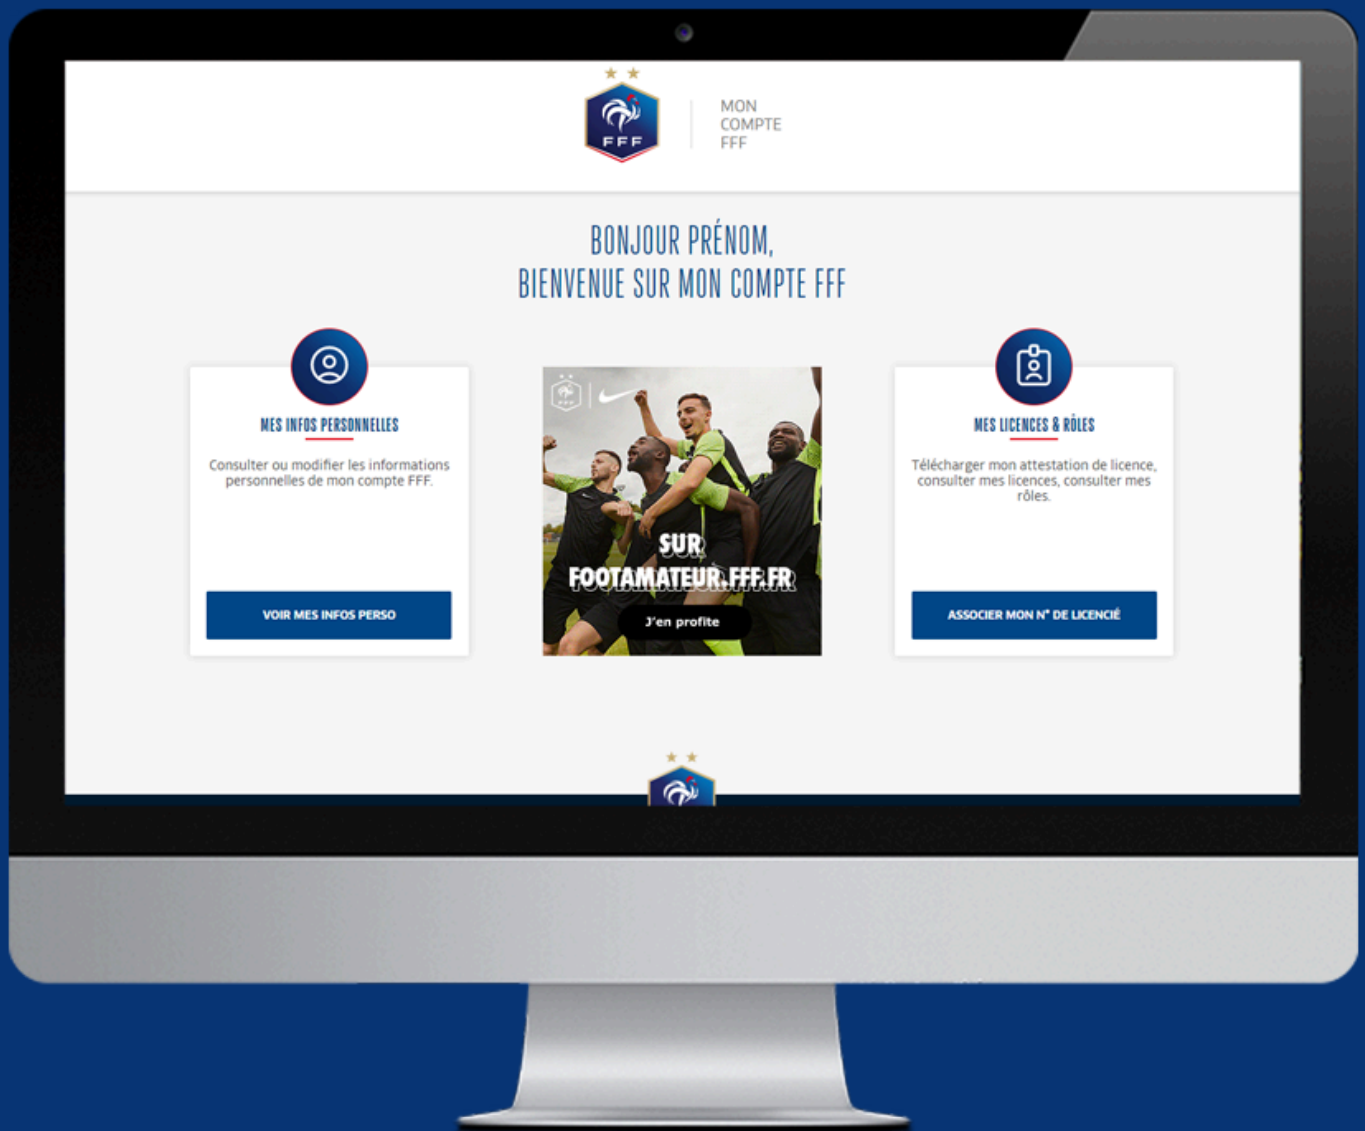 FFF
MON
COMPTE
FFF
BONJOUR PRÉNOM,
BIENVENUE SUR MON COMPTE FFF
MES INFOS PERSONNELLES
Consulter ou modifier les informations
personnelles de mon compte FFF.
VOIR MES INFOS PERSO
FFF
SUR
FOOTAMATEUR.FFF.FR
J'en profite
MES LICENCES & RÔLES
Télécharger mon attestation de licence,
consulter mes licences, consulter mes
rôles.
ASSOCIER MON N° DE LICENCIÉ